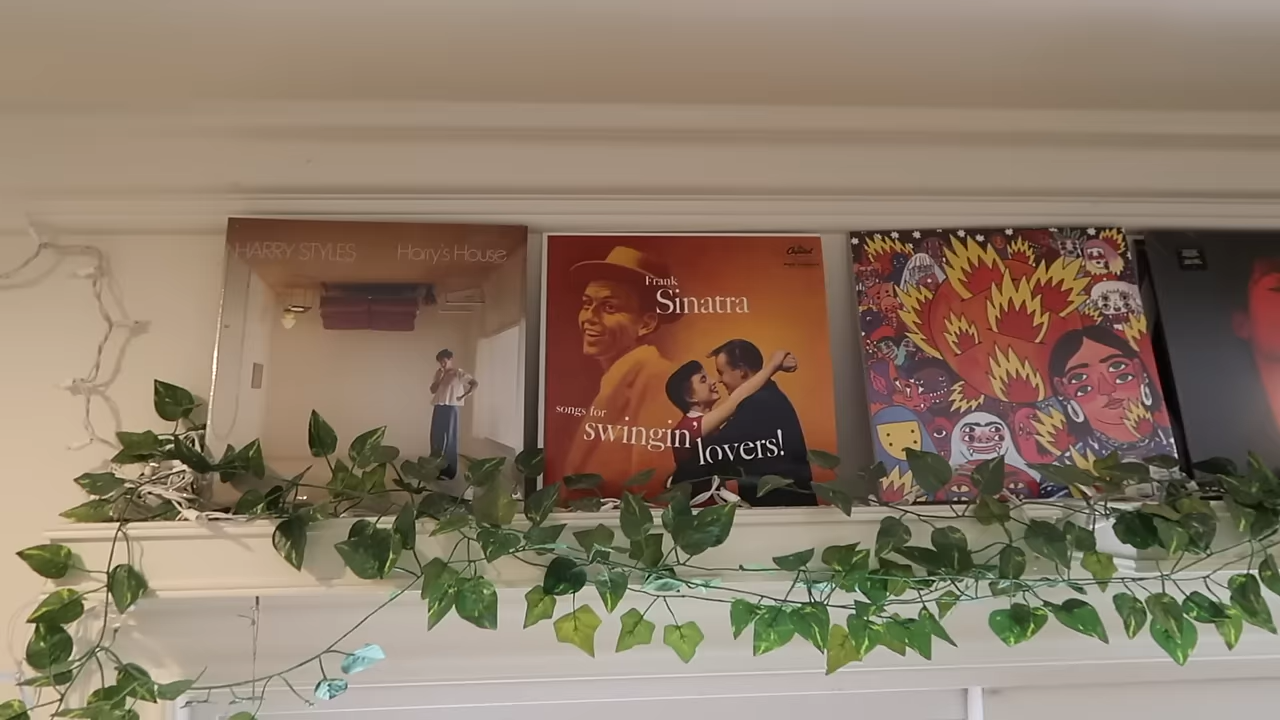 HARRY STYLES
Harry's House
Capitol
Frank
Sinatra
songs for
swingin'
lovers!